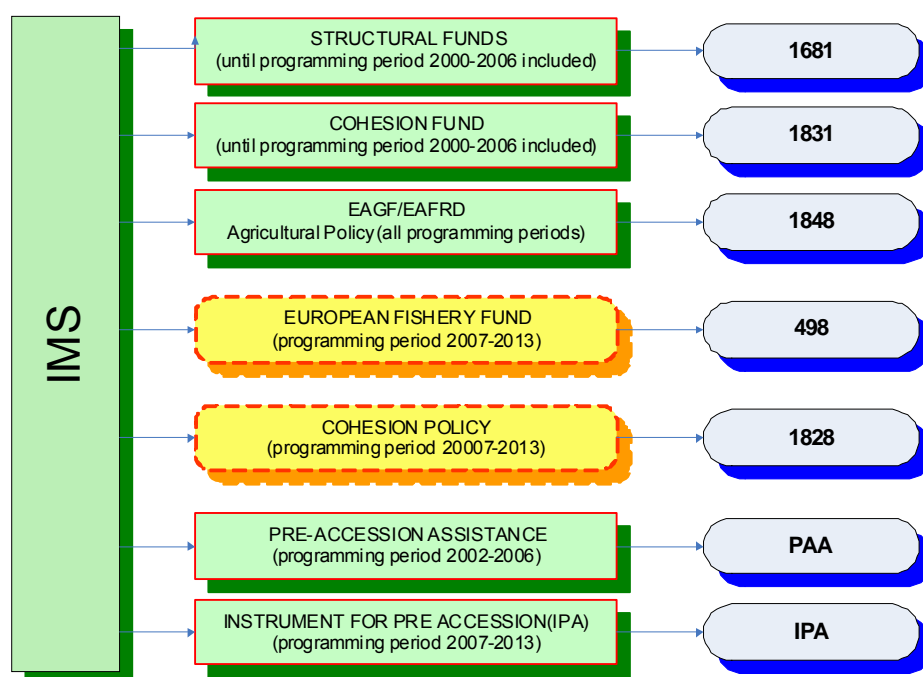 IMS
STRUCTURAL FUNDS
(until programming period 2000-2006 included)
1681
COHESION FUND
(until programming period 2000-2006 included)
1831
EAGF/EAFRD
Agricultural Policy (all programming periods)
1848
EUROPEAN FISHERY FUND
(programming period 2007-2013)
498
COHESION POLICY
(programming period 20007-2013)
1828
PRE-ACCESSION ASSISTANCE
(programming period 2002-2006)
PAA
INSTRUMENT FOR PRE ACCESSION(IPA)
(programming period 2007-2013)
IPA